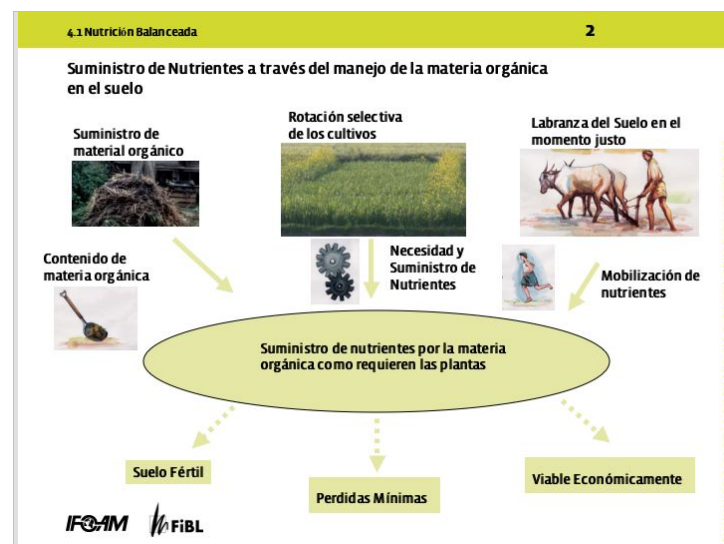 4.1 Nutrición Balanceada
2
Suministro de Nutrientes a través del manejo de la materia orgánica
en el suelo
Suministro de
material orgánico
Rotación selectiva
de los cultivos
Labranza del Suelo en el
momento justo
Contenido de
materia orgánica
Necesidad y
Suministro de
Nutrientes
Mobilización de
nutrientes
Suministro de nutrientes por la materia
orgánica como requieren las plantas
Suelo Fértil
Perdidas Mínimas
Viable Económicamente
IFOAM
FiBL